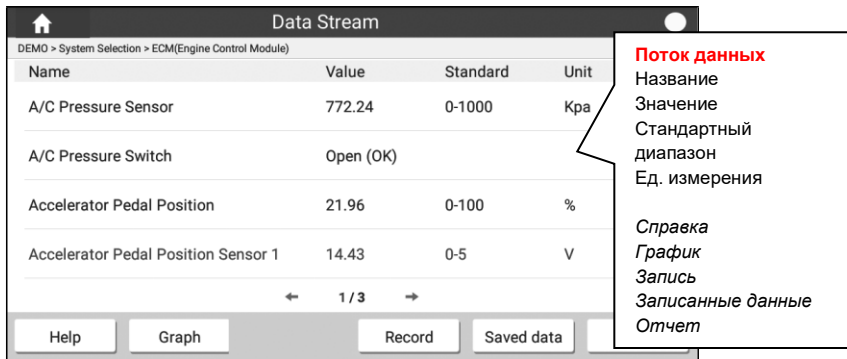 Data Stream
DEMO > System Selection > ECM(Engine Control Module)
Name Value Standard Unit
A/C Pressure Sensor 772.24 0-1000 Kpa
A/C Pressure Switch Open (OK)
Accelerator Pedal Position 21.96 0-100 %
Accelerator Pedal Position Sensor 1 14.43 0-5 V
1 / 3
Help Graph Record Saved data
Поток данных
Название
Значение
Стандартный
диапазон
Ед. измерения
Справка
График
Запись
Записанные данные
Отчет